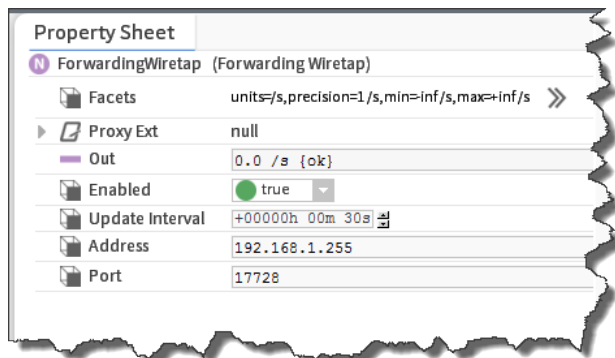 Property Sheet
N ForwardingWiretap (Forwarding Wiretap)
Facets units=/s,precision=1/s,min=-inf/s,max=+inf/s
Proxy Ext null
Out 0.0 /s {ok}
Enabled true
Update Interval +00000h 00m 30s
Address 192.168.1.255
Port 17728